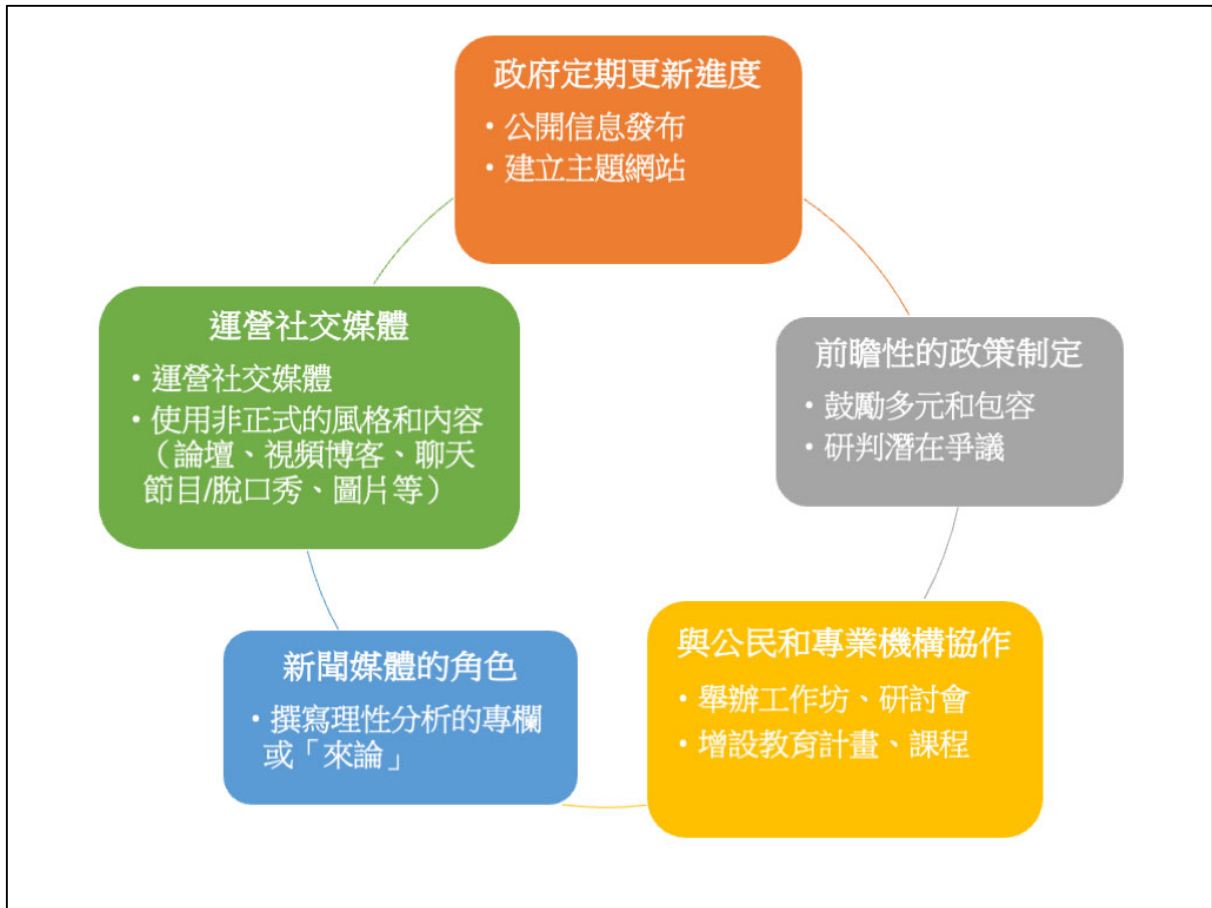 政府定期更新進度
・公開信息發布
・建立主題網站
運營社交媒體
・運營社交媒體
・使用非正式的風格和內容
（論壇、視頻博客、聊天
節目/脫口秀、圖片等）
前瞻性的政策制定
・鼓勵多元和包容
・研判潛在爭議
新聞媒體的角色
・撰寫理性分析的專欄
或「來論」
與公民和專業機構協作
・舉辦工作坊、研討會
・增設教育計畫、課程